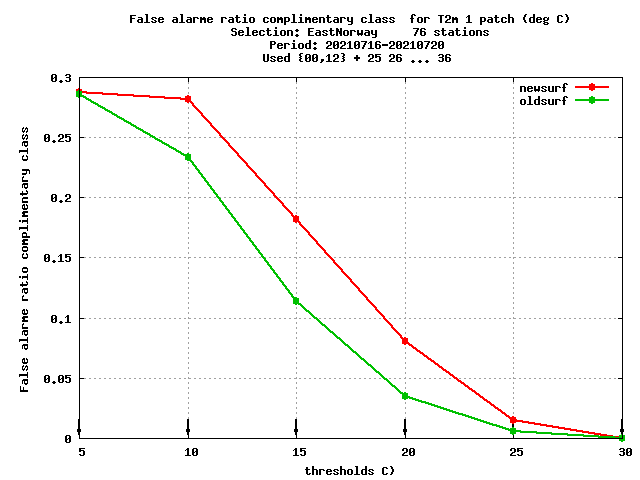 False alarme ratio complimentary class  for T2m 1 patch (deg C)
Selection: EastNorway     76 stations
Period: 20210716-20210720
Used {00,12} + 25 26 ... 36
newsurf
oldsurf
False alarme ratio complimentary class
0.3
0.25
0.2
0.15
0.1
0.05
0
5 10 15 20 25 30
thresholds C)